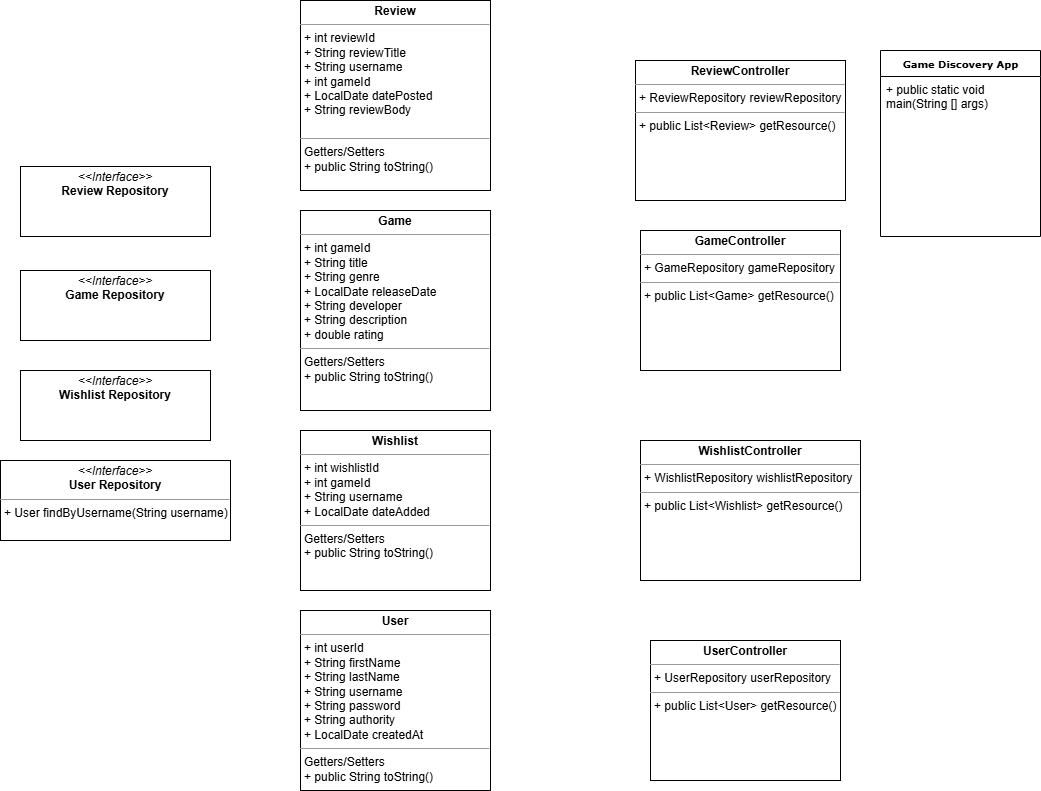 Review
+ int reviewId
+ String reviewTitle
+ String username
+ int gameId
+ LocalDate datePosted
+ String reviewBody
Getters/Setters
+ public String toString()
ReviewController
+ ReviewRepository reviewRepository
+ public List<Review> getResource()
Game Discovery App
+ public static void
main(String [] args)
<<Interface>>
Review Repository
Game
+ int gameId
+ String title
+ String genre
+ LocalDate releaseDate
+ String developer
+ String description
+ double rating
Getters/Setters
+ public String toString()
GameController
+ GameRepository gameRepository
+ public List<Game> getResource()
<<Interface>>
Game Repository
<<Interface>>
Wishlist Repository
Wishlist
+ int wishlistId
+ int gameId
+ String username
+ LocalDate dateAdded
Getters/Setters
+ public String toString()
WishlistController
+ WishlistRepository wishlistRepository
+ public List<Wishlist> getResource()
<<Interface>>
User Repository
+ User findByUsername(String username)
User
+ int userId
+ String firstName
+ String lastName
+ String username
+ String password
+ String authority
+ LocalDate createdAt
Getters/Setters
+ public String toString()
UserController
+ UserRepository userRepository
+ public List<User> getResource()